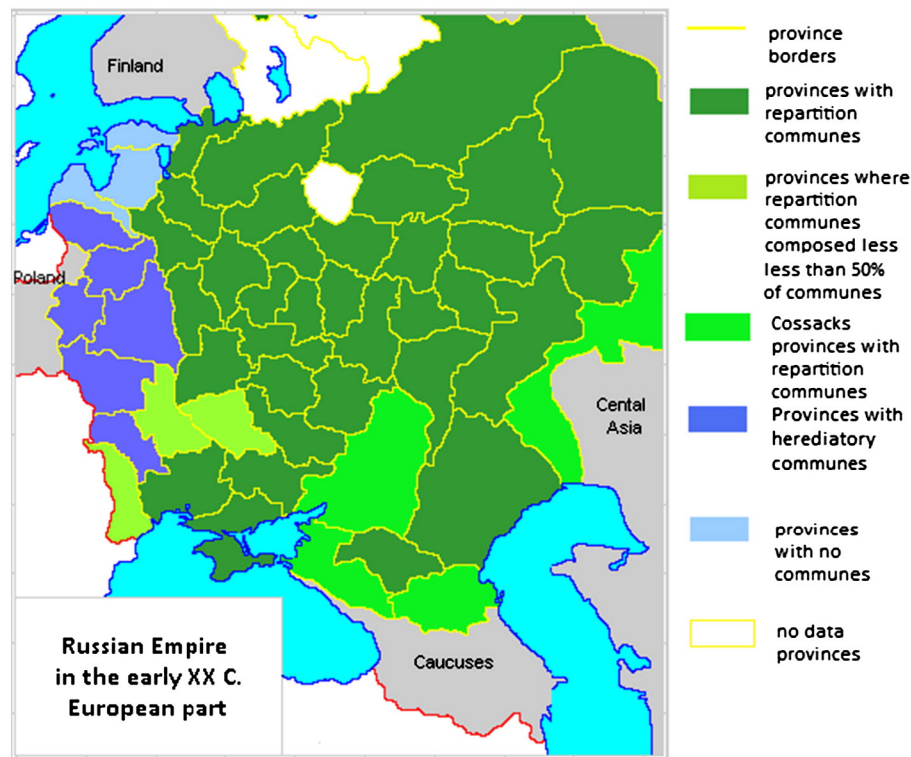 Finland
Roland
Cental
Asia
Caucuses
Russian Empire
in the early XX C.
European part
province
borders
provinces with
repartition
communes
provinces where
repartition
communes
composed less
less than 50%
of communes
Cossacks
provinces with
repartition
communes
Provinces with
herediatory
communes
provinces
with no
communes
no data
provinces